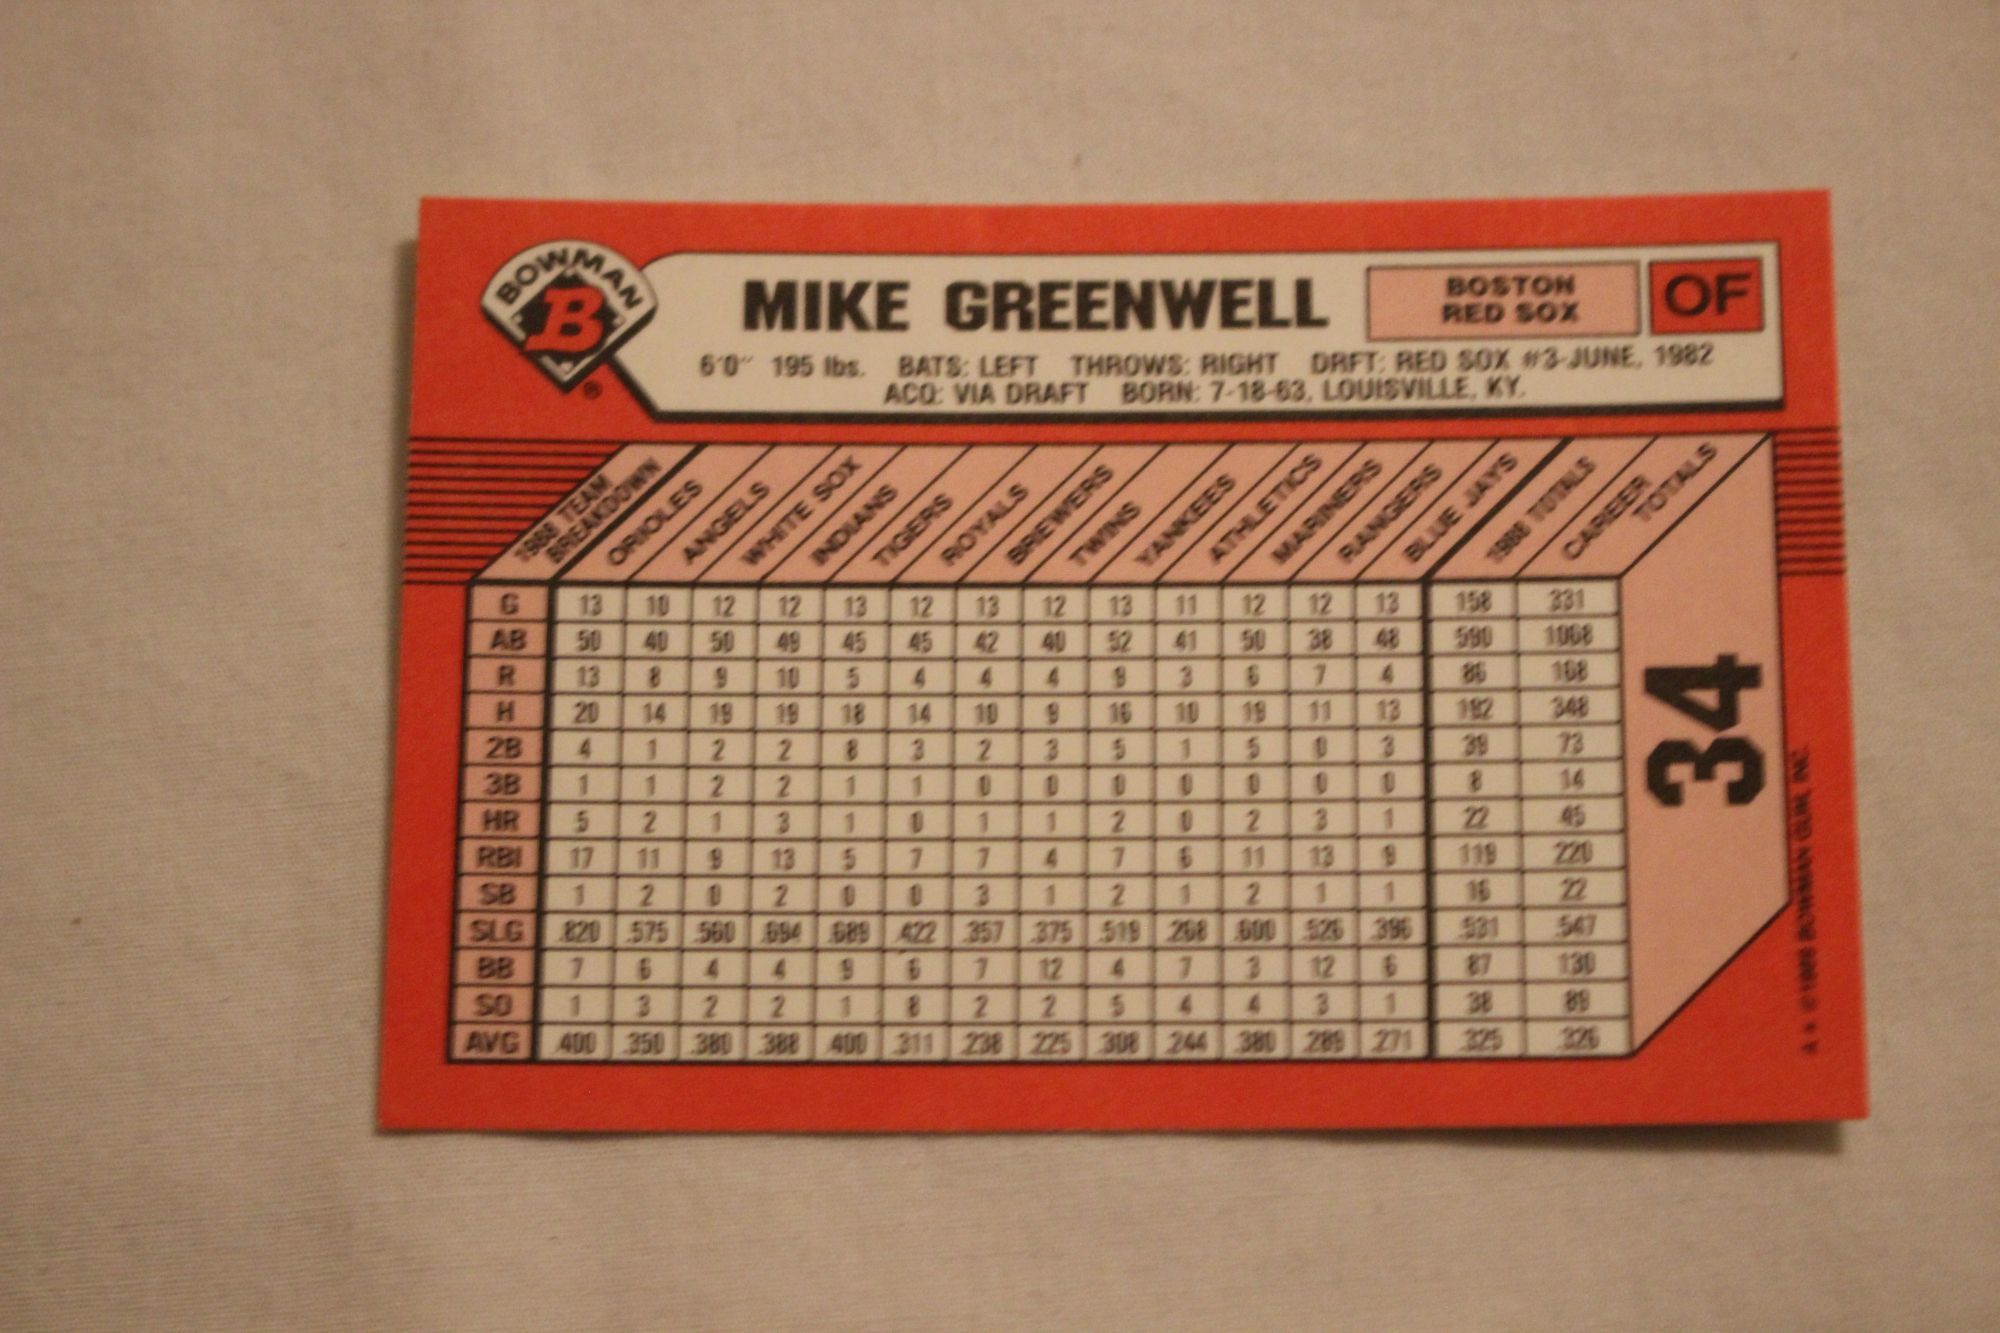 BOWMAN
B
®
MIKE GREENWELL
BOSTON
RED SOX
OF
6'0" 195 lbs. BATS: LEFT THROWS: RIGHT DRFT: RED SOX #3-JUNE, 1982
ACQ: VIA DRAFT BORN: 7-18-63, LOUISVILLE, KY.
1988 TEAM BREAKDOWN ORIOLES ANGELS WHITE SOX INDIANS TIGERS ROYALS BREWERS TWINS YANKEES ATHLETICS MARINERS RANGERS BLUE JAYS 1988 TOTALS CAREER TOTALS
G 13 10 12 12 13 12 13 12 13 11 12 12 13 158 331
AB 50 40 50 49 45 45 42 40 52 41 50 38 48 590 1068
R 13 8 9 10 5 4 4 4 9 3 6 7 4 86 168
H 20 14 19 19 18 14 10 9 16 10 19 11 13 192 348
2B 4 1 2 2 8 3 2 3 5 1 5 0 3 39 73
3B 1 1 2 2 1 1 0 0 0 0 0 0 0 8 14
HR 5 2 1 3 1 0 1 1 2 0 2 3 1 22 45
RBI 17 11 9 13 5 7 7 4 7 6 11 13 9 119 220
SB 1 2 0 2 0 0 3 1 2 1 2 1 1 16 22
SLG .820 .575 .560 .694 .689 .422 .357 .375 .519 .268 .600 .526 .396 .531 .547
BB 7 6 4 4 9 6 7 12 4 7 3 12 6 87 130
SO 1 3 2 2 1 8 2 2 5 4 4 3 1 38 89
AVG .400 .350 .380 .388 .400 .311 .238 .225 .308 .244 .380 .289 .271 .325 .326
34
©1989 BOWMAN GUM, INC.